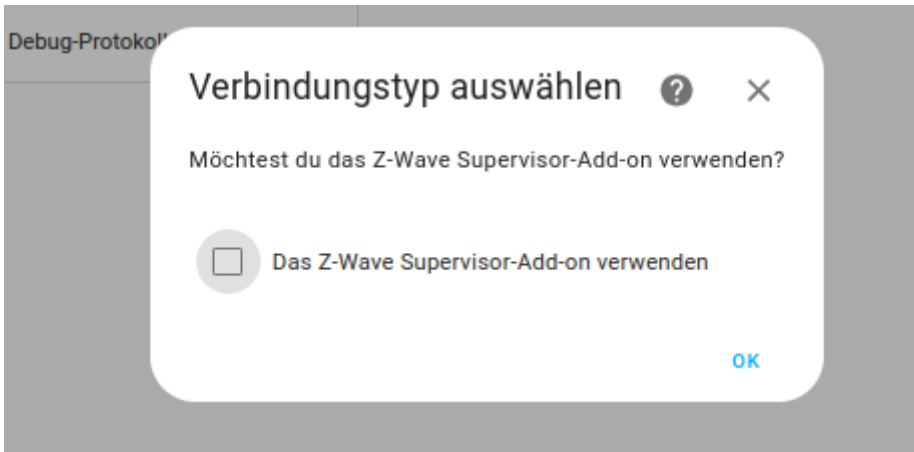 Debug-Protokoll
Verbindungstyp auswählen
Möchtest du das Z-Wave Supervisor-Add-on verwenden?
Das Z-Wave Supervisor-Add-on verwenden
OK